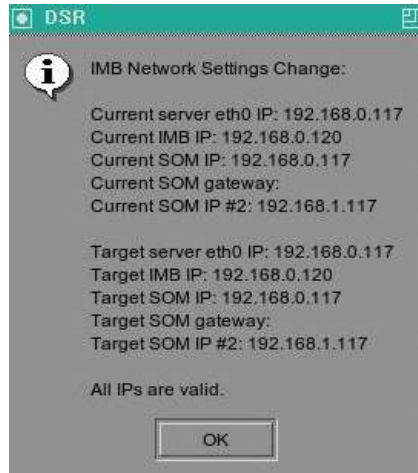 DSR
IMB Network Settings Change:
Current server eth0 IP: 192.168.0.117
Current IMB IP: 192.168.0.120
Current SOM IP: 192.168.0.117
Current SOM gateway:
Current SOM IP #2: 192.168.1.117
Target server eth0 IP: 192.168.0.117
Target IMB IP: 192.168.0.120
Target SOM IP: 192.168.0.117
Target SOM gateway:
Target SOM IP #2: 192.168.1.117
All IPs are valid.
OK